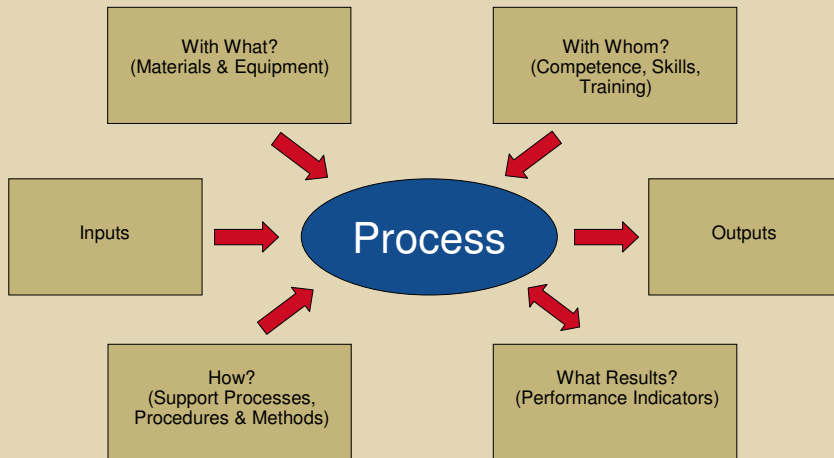 With What?
(Materials & Equipment)
With Whom?
(Competence, Skills,
Training)
Inputs
Process
Outputs
How?
(Support Processes,
Procedures & Methods)
What Results?
(Performance Indicators)